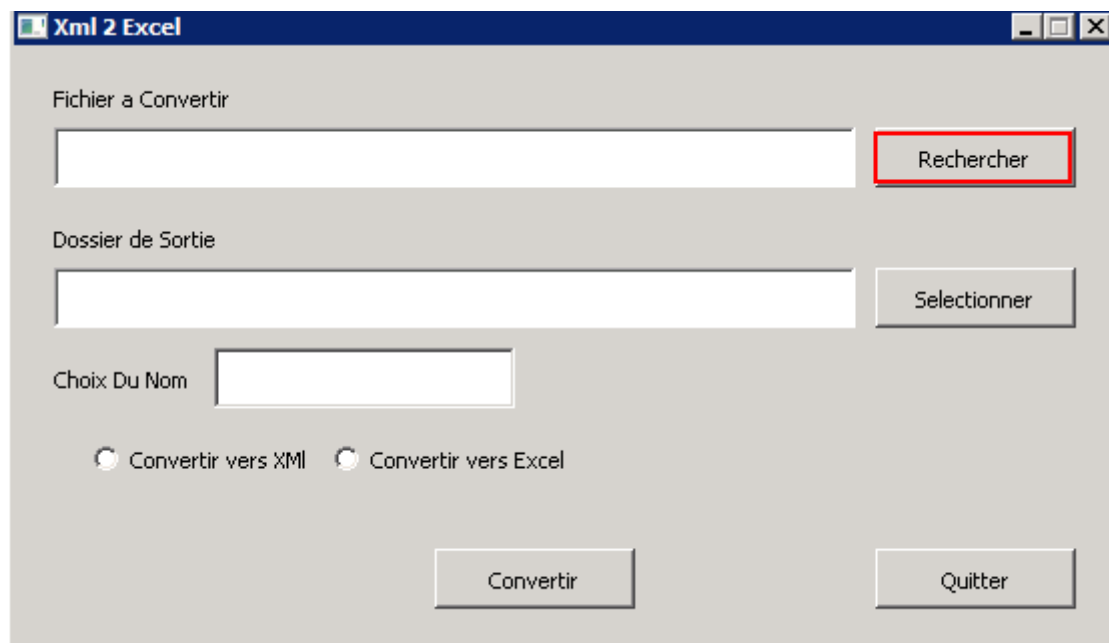 Xml 2 Excel
Fichier a Convertir
Rechercher
Dossier de Sortie
Selectionner
Choix Du Nom
Convertir vers XMl Convertir vers Excel
Convertir Quitter